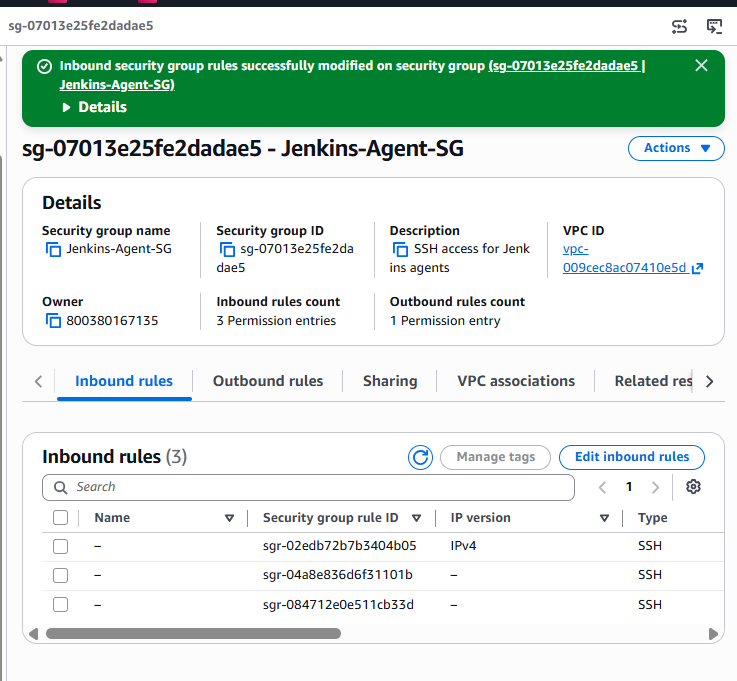 sg-07013e25fe2dadae5
Inbound security group rules successfully modified on security group (sg-07013e25fe2dadae5 |
Jenkins-Agent-SG)
Details
sg-07013e25fe2dadae5 - Jenkins-Agent-SG
Actions
Details
Security group name
Jenkins-Agent-SG
Security group ID
sg-07013e25fe2da
dae5
Description
SSH access for Jenk
ins agents
VPC ID
vpc-
009cec8ac07410e5d
Owner
800380167135
Inbound rules count
3 Permission entries
Outbound rules count
1 Permission entry
Inbound rules Outbound rules Sharing VPC associations Related res
Inbound rules (3)
Manage tags
Edit inbound rules
Search
1
Name Security group rule ID IP version Type
– sgr-02edb72b7b3404b05 IPv4 SSH
– sgr-04a8e836d6f31101b – SSH
– sgr-084712e0e511cb33d – SSH